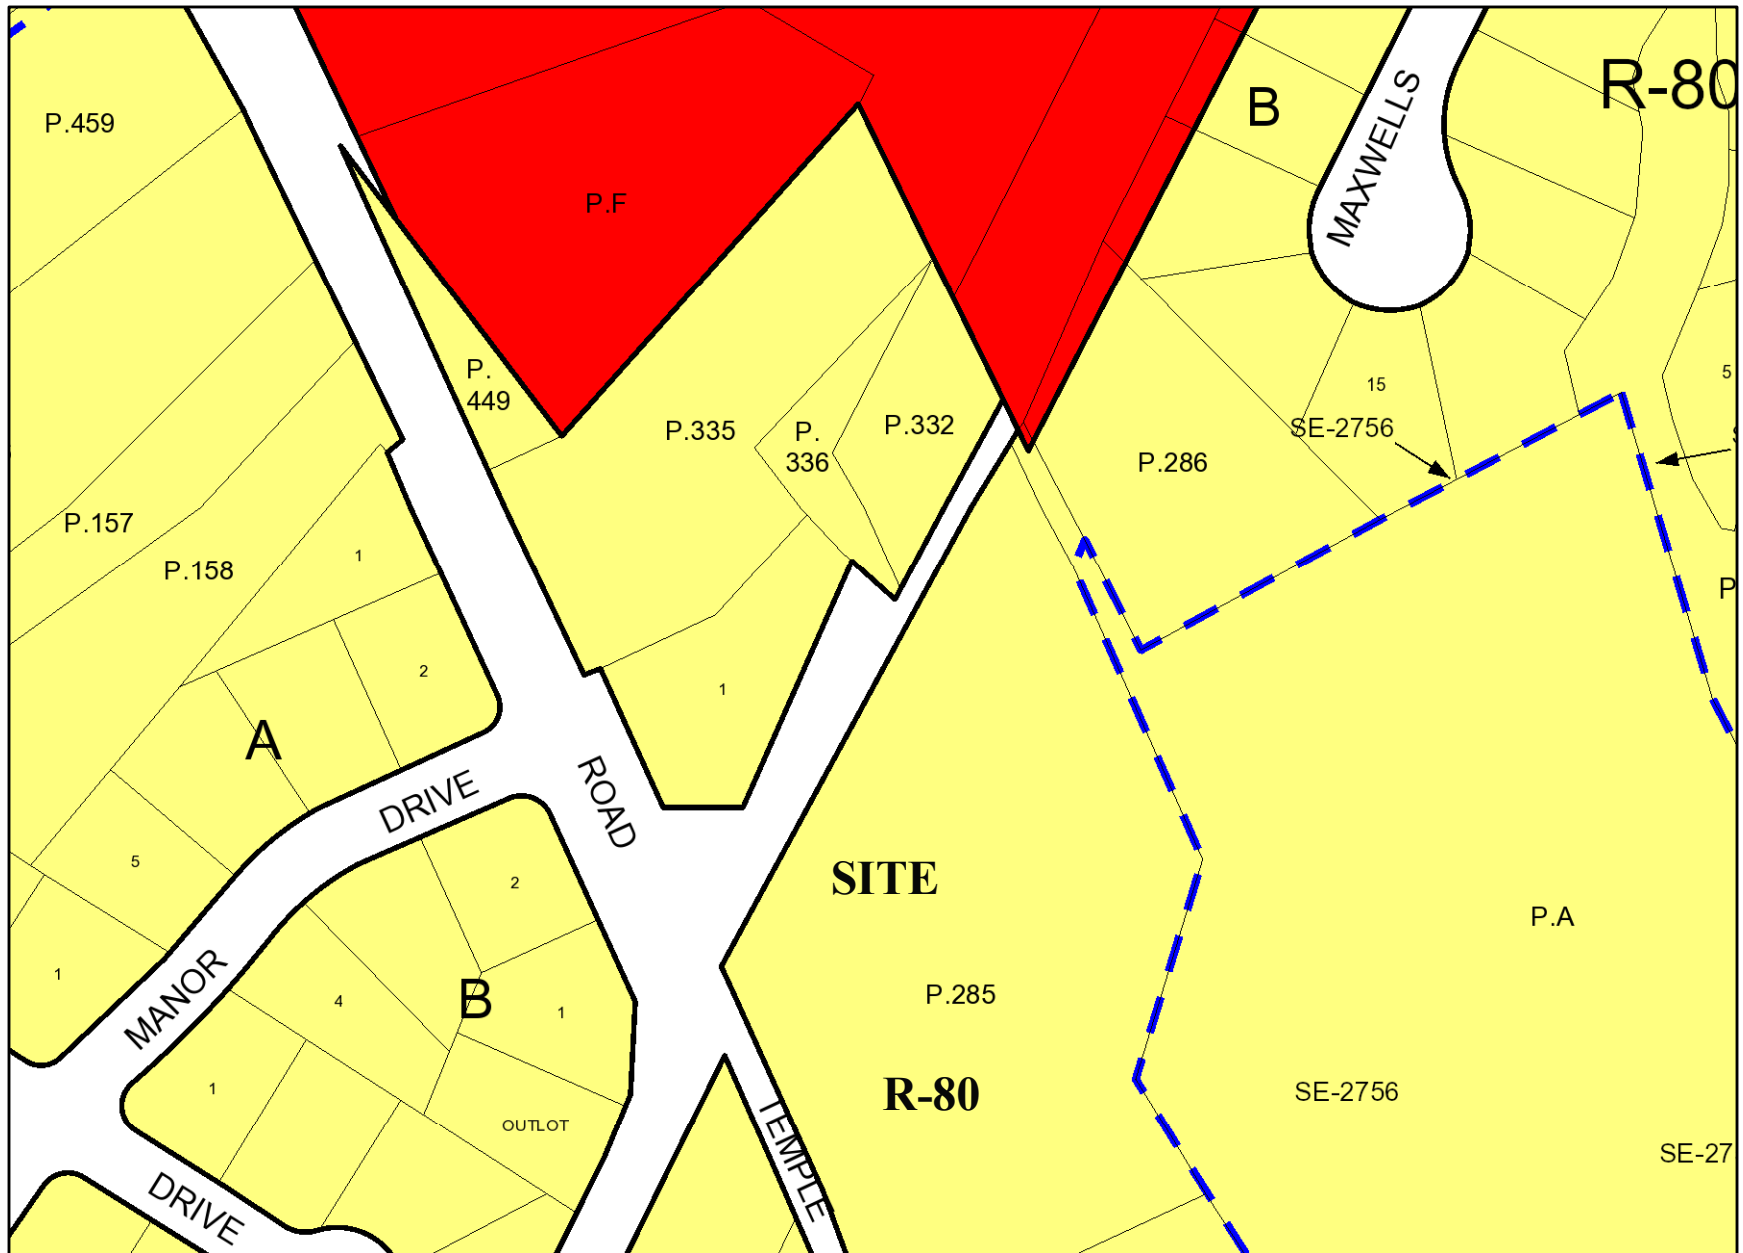 P.459
B
R-80
MAXWELLS
P.F
P.
449
15
5
P.335
P.
336
P.332
SE-2756
P.286
P.157
P.158
1
P
2
1
A
DRIVE
ROAD
5
2
SITE
P.A
1
MANOR
4
B
1
P.285
1
R-80
SE-2756
OUTLOT
TEMPLE
SE-27
DRIVE